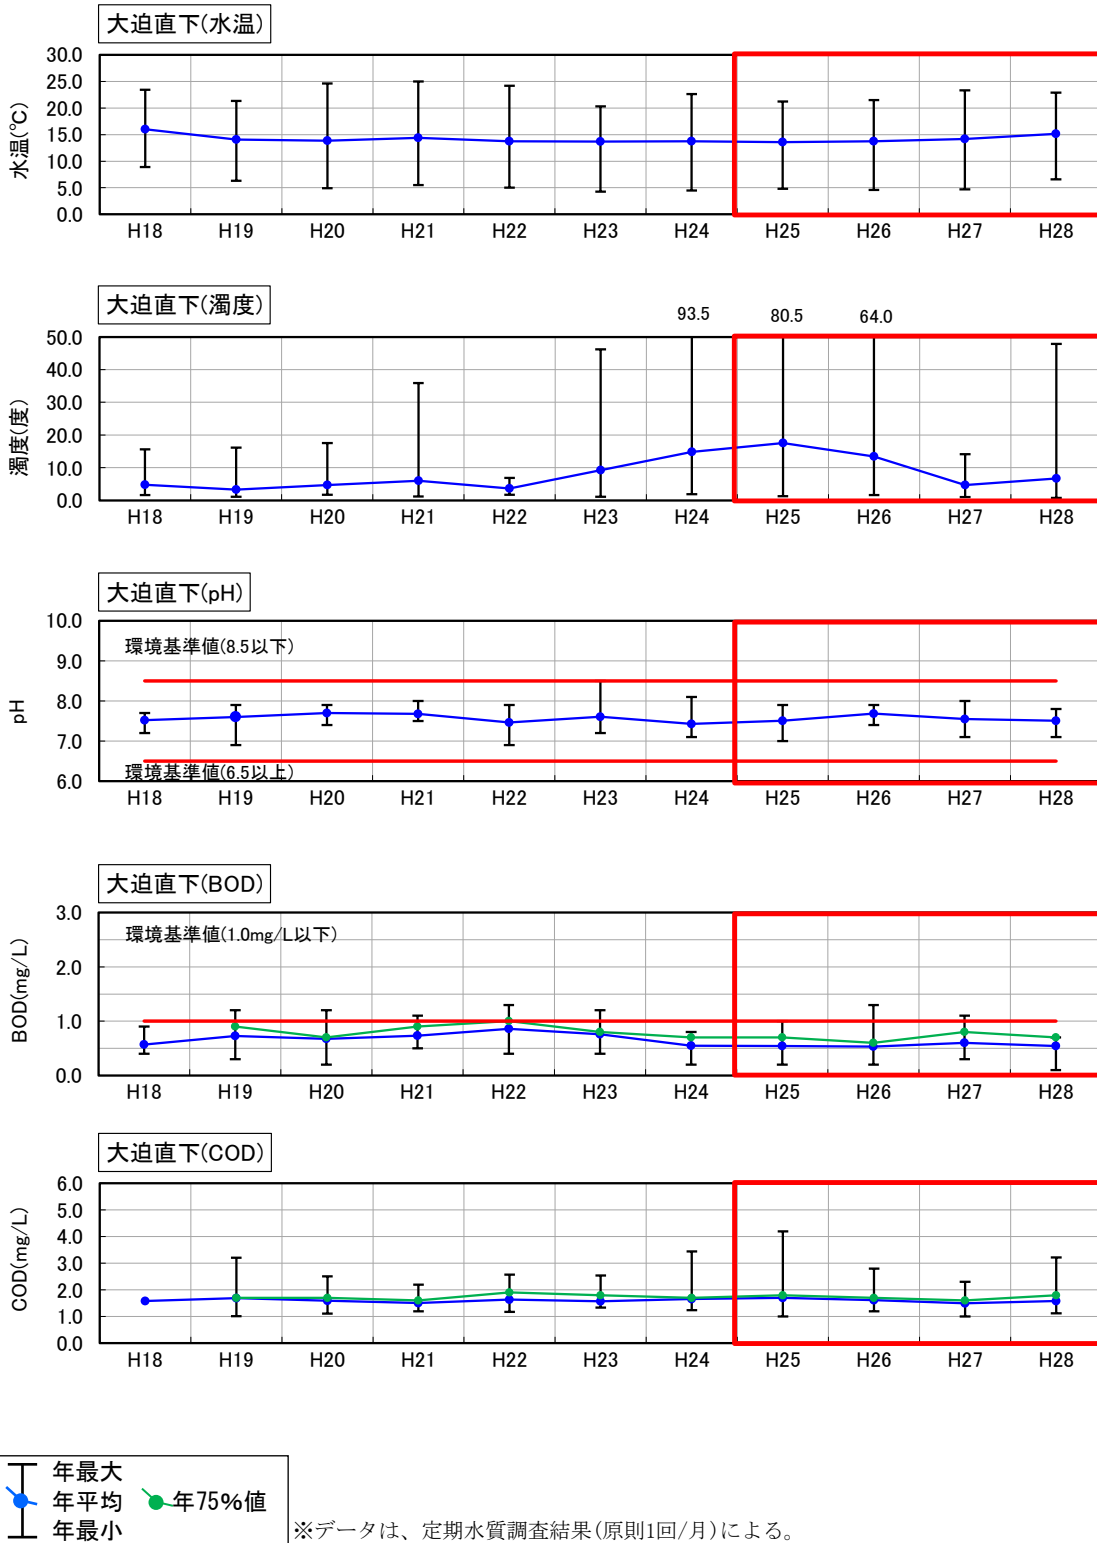 大迫直下(水温)
水温(℃)
30.0
25.0
20.0
15.0
10.0
5.0
0.0
H18 H19 H20 H21 H22 H23 H24 H25 H26 H27 H28
大迫直下(濁度)
93.5 80.5 64.0
濁度(度)
50.0
40.0
30.0
20.0
10.0
0.0
H18 H19 H20 H21 H22 H23 H24 H25 H26 H27 H28
大迫直下(pH)
pH
10.0
環境基準値(8.5以下)
9.0
8.0
7.0
環境基準値(6.5以上)
6.0
H18 H19 H20 H21 H22 H23 H24 H25 H26 H27 H28
大迫直下(BOD)
BOD(mg/L)
3.0
環境基準値(1.0mg/L以下)
2.0
1.0
0.0
H18 H19 H20 H21 H22 H23 H24 H25 H26 H27 H28
大迫直下(COD)
COD(mg/L)
6.0
5.0
4.0
3.0
2.0
1.0
0.0
H18 H19 H20 H21 H22 H23 H24 H25 H26 H27 H28
年最大
年平均 年75%値
年最小
※データは、定期水質調査結果(原則1回/月)による。